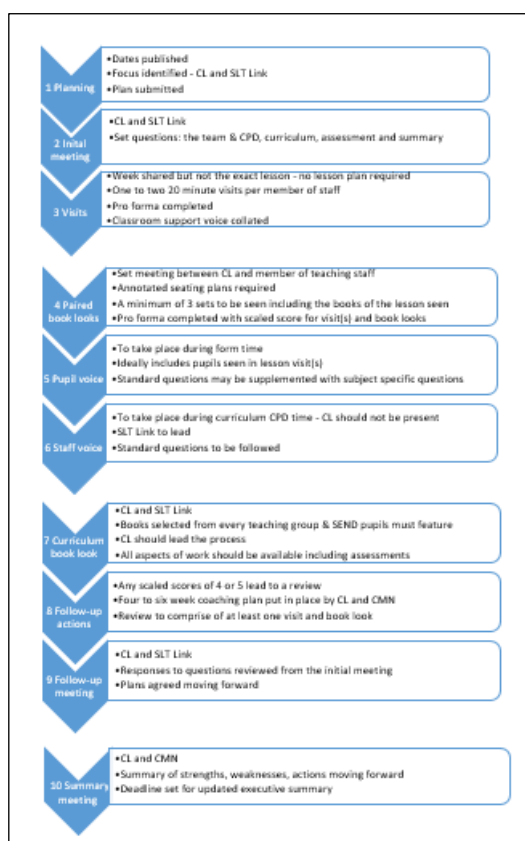 1 Planning
•Dates published
•Focus identified - CL and SLT Link
•Plan submitted
2 Inital
meeting
•CL and SLT Link
•Set questions: the team & CPD, curriculum, assessment and summary
3 Visits
•Week shared but not the exact lesson - no lesson plan required
•One to two 20 minute visits per member of staff
•Pro forma completed
•Classroom support voice collated
4 Paired
book looks
•Set meeting between CL and member of teaching staff
•Annotated seating plans required
•A minimum of 3 sets to be seen including the books of the lesson seen
•Pro forma completed with scaled score for visit(s) and book looks
5 Pupil voice
•To take place during form time
•Ideally includes pupils seen in lesson visit(s)
•Standard questions may be supplemented with subject specific questions
6 Staff voice
•To take place during curriculum CPD time - CL should not be present
•SLT Link to lead
•Standard questions to be followed
7 Curriculum
book look
•CL and SLT Link
•Books selected from every teaching group & SEND pupils must feature
•CL should lead the process
•All aspects of work should be available including assessments
8 Follow-up
actions
•Any scaled scores of 4 or 5 lead to a review
•Four to six week coaching plan put in place by CL and CMN
•Review to comprise of at least one visit and book look
9 Follow-up
meeting
•CL and SLT Link
•Responses to questions reviewed from the initial meeting
•Plans agreed moving forward
10 Summary
meeting
•CL and CMN
•Summary of strengths, weaknesses, actions moving forward
•Deadline set for updated executive summary